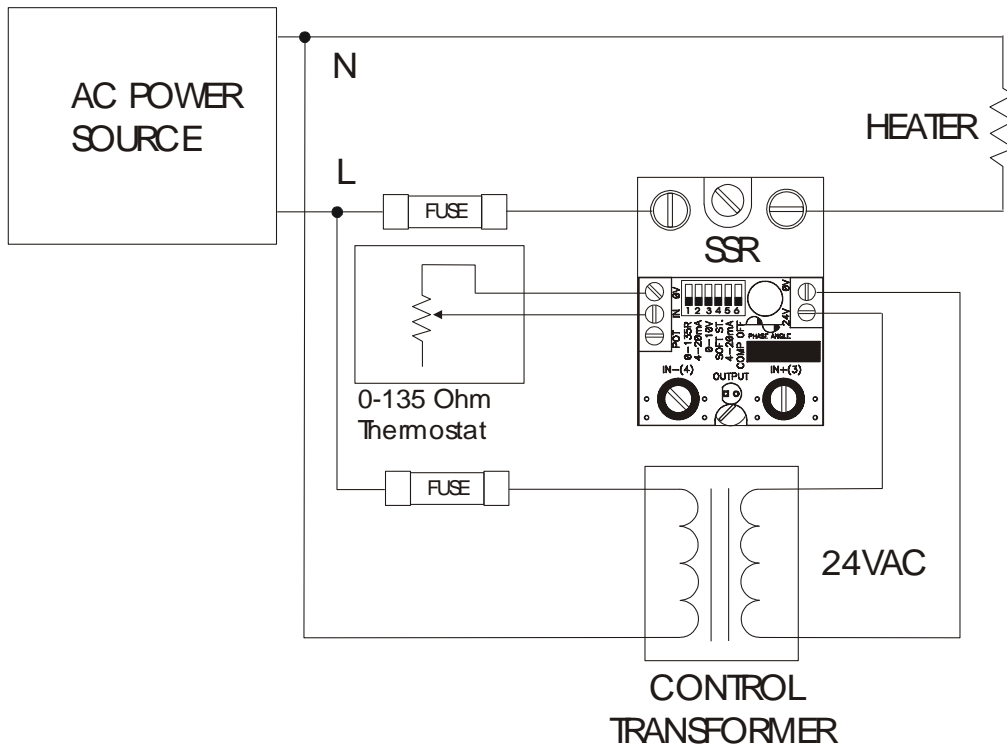 AC POWER
SOURCE
N
L
HEATER
FUSE
SSR
0V
IN
POT
1 2 3 4 5 6
0-135R
4-20mA
0-10V
SOFT ST.
4-20mA
COMP OFF
0V
24V
PHASE ANGLE
IN-(4)
OUTPUT
IN+(3)
0-135 Ohm
Thermostat
FUSE
24VAC
CONTROL
TRANSFORMER